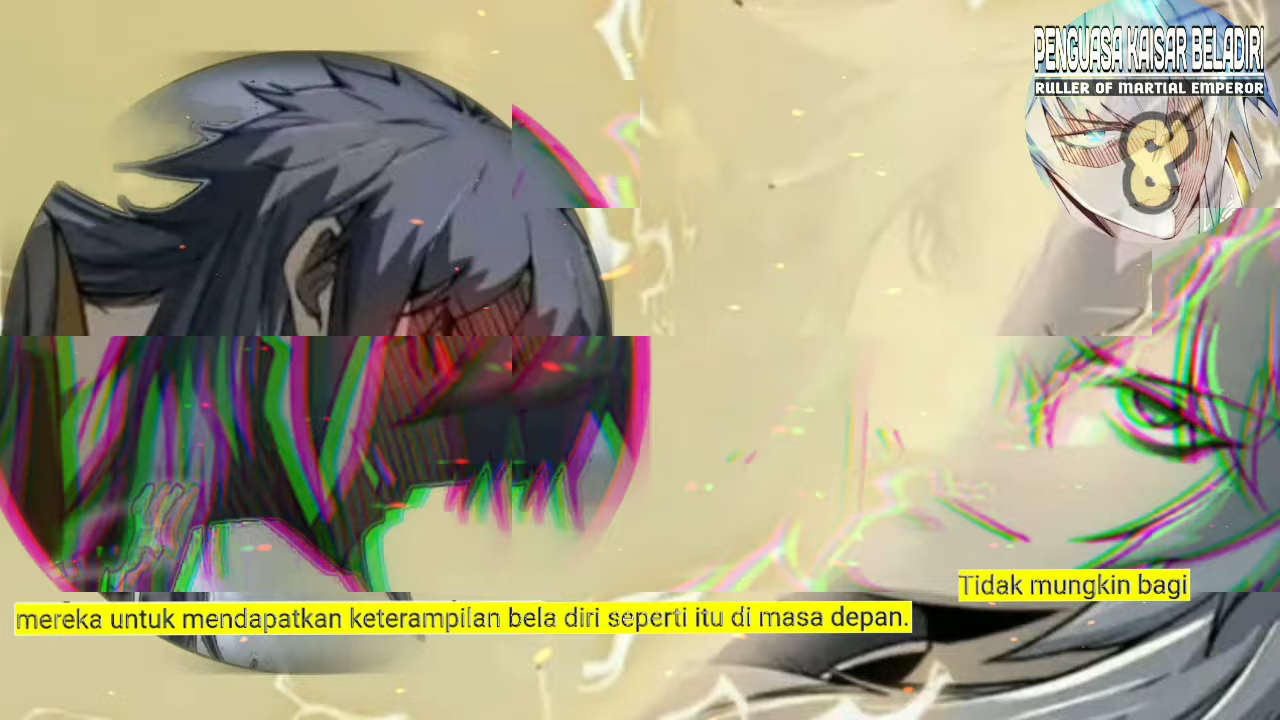 PENGUASA KAISAR BELADIRI
RULLER OF MARTIAL EMPEROR
8
Tidak mungkin bagi
mereka untuk mendapatkan keterampilan bela diri seperti itu di masa depan.